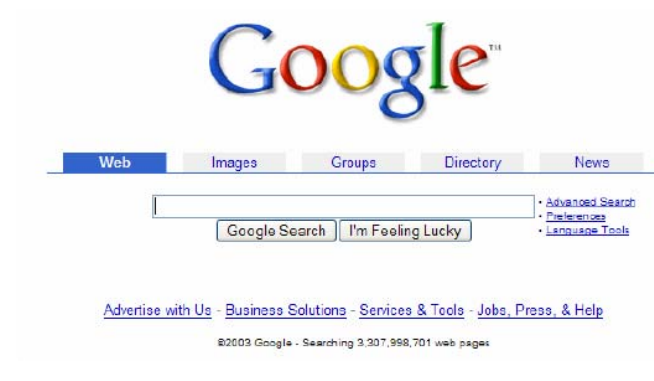 Google™
Web Images Groups Directory News
• Advanced Search
• Preferences
• Language Tools
Google Search I'm Feeling Lucky
Advertise with Us - Business Solutions - Services & Tools - Jobs, Press, & Help
©2003 Google - Searching 3,307,998,701 web pages